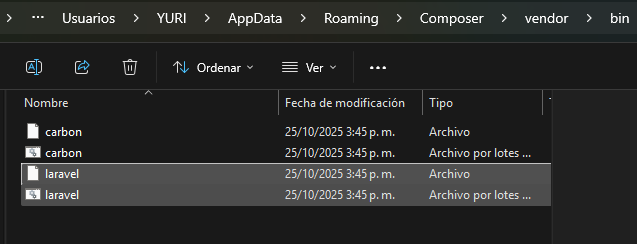 Usuarios > YURI > AppData > Roaming > Composer > vendor > bin
Ordenar Ver
Nombre Fecha de modificación Tipo
carbon 25/10/2025 3:45 p. m. Archivo
carbon 25/10/2025 3:45 p. m. Archivo por lotes ...
laravel 25/10/2025 3:45 p. m. Archivo
laravel 25/10/2025 3:45 p. m. Archivo por lotes ...